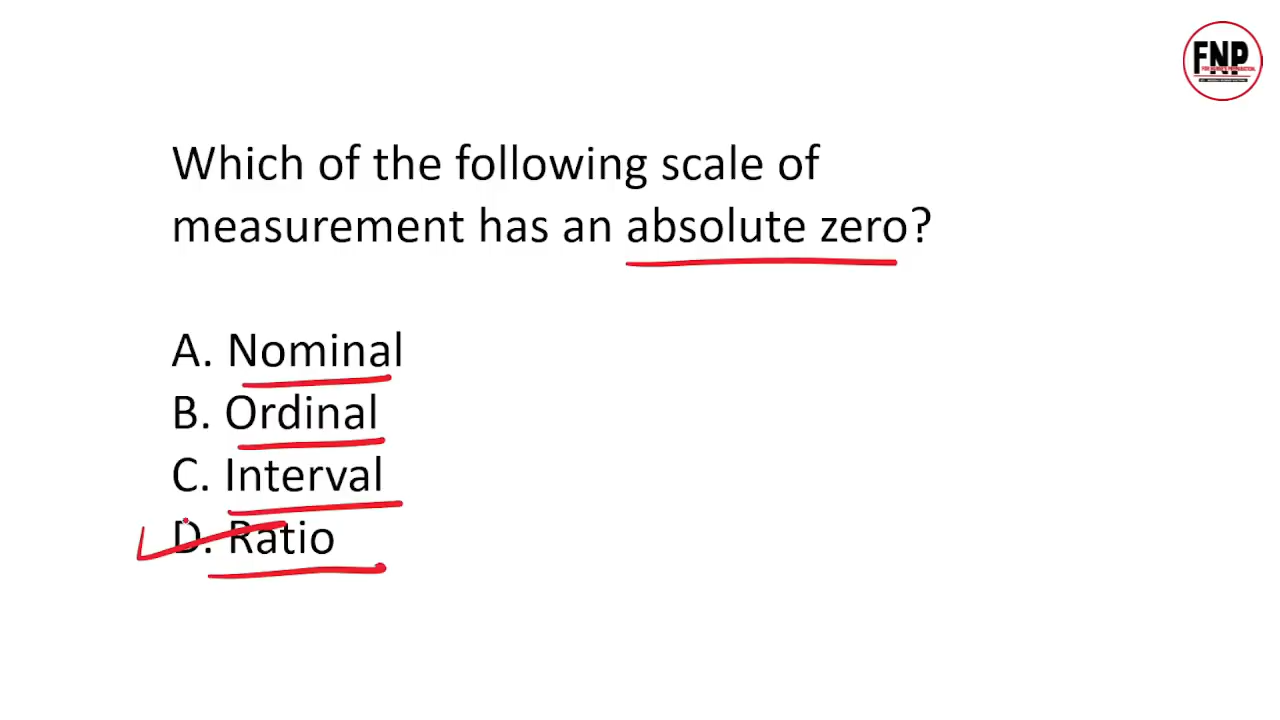 FNP
Which of the following scale of
measurement has an absolute zero?
A. Nominal
B. Ordinal
C. Interval
D. Ratio